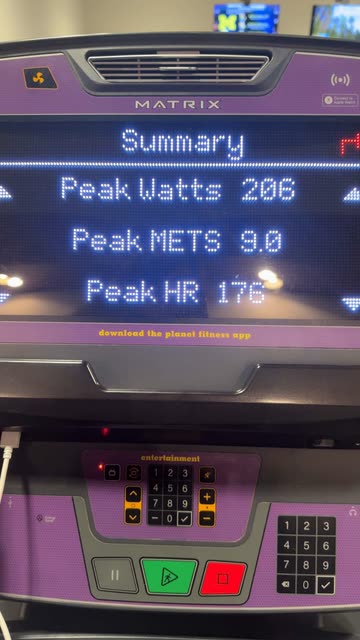 MATRIX
Summary
Peak Watts 206
Peak METS 9.0
Peak HR 176
download the planet fitness app
entertainment
1 2 3
4 5 6
7 8 9
0
1 2 3
4 5 6
7 8 9
0